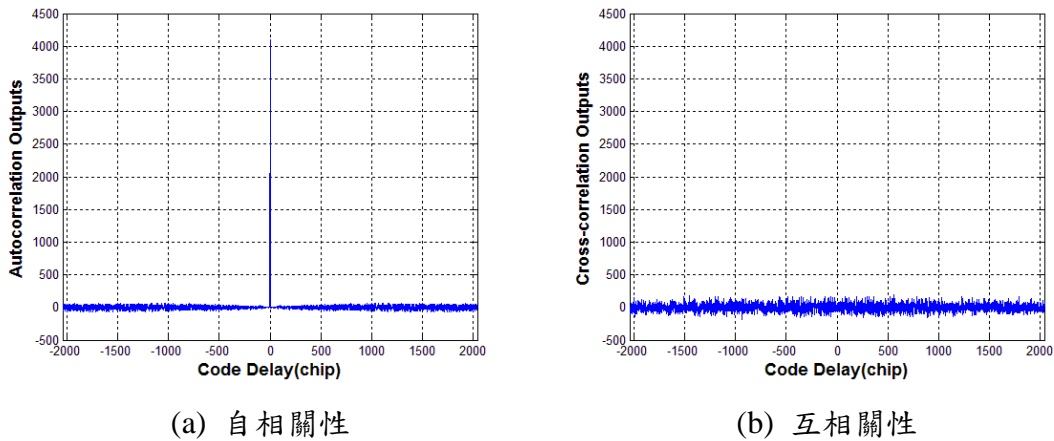 4500
4000
3500
3000
2500
2000
1500
1000
500
0
-500
Autocorrelation Outputs
-2000 -1500 -1000 -500 0 500 1000 1500 2000
Code Delay(chip)
(a) 自相關性
4500
4000
3500
3000
2500
2000
1500
1000
500
0
-500
Cross-correlation Outputs
-2000 -1500 -1000 -500 0 500 1000 1500 2000
Code Delay(chip)
(b) 互相關性